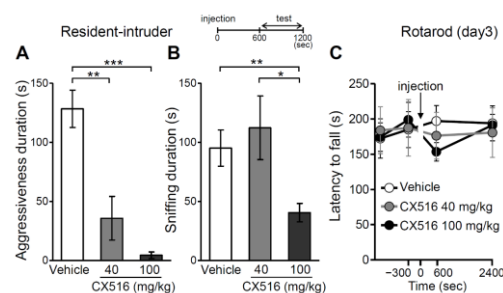 Resident-intruder
injection
test
0 600 1200
(sec)
Rotarod (day3)
A
Aggressiveness duration (s)
150
100
50
0
***
**
Vehicle 40 100
CX516 (mg/kg)
B
Sniffing duration (s)
150
100
50
0
**
*
Vehicle 40 100
CX516 (mg/kg)
C
Latency to fall (s)
250
200
150
100
50
0
injection
Vehicle
CX516 40 mg/kg
CX516 100 mg/kg
−300 0 600 2400
Time (sec)